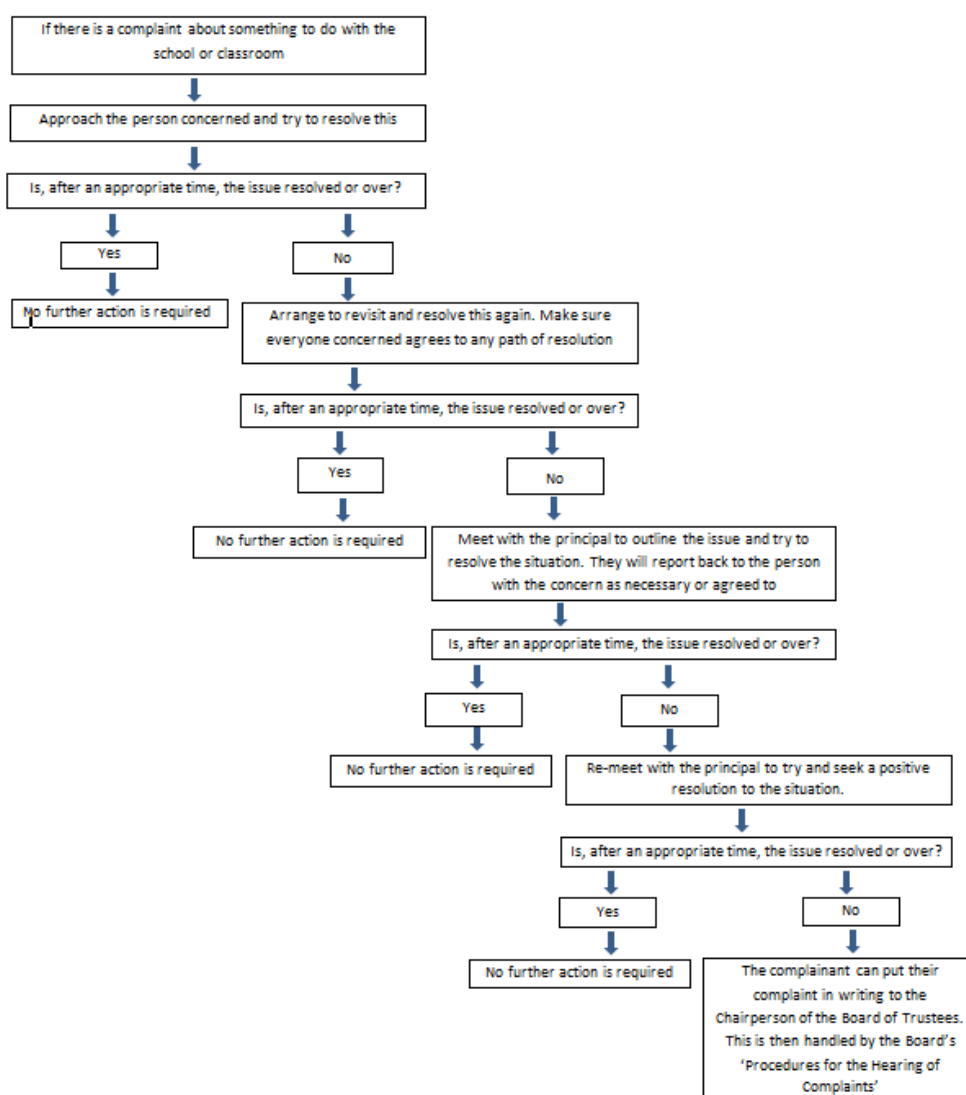 If there is a complaint about something to do with the
school or classroom
Approach the person concerned and try to resolve this
Is, after an appropriate time, the issue resolved or over?
Yes
No
No further action is required
Arrange to revisit and resolve this again. Make sure
everyone concerned agrees to any path of resolution
Is, after an appropriate time, the issue resolved or over?
Yes
No
No further action is required
Meet with the principal to outline the issue and try to
resolve the situation. They will report back to the person
with the concern as necessary or agreed to
Is, after an appropriate time, the issue resolved or over?
Yes
No
No further action is required
Re-meet with the principal to try and seek a positive
resolution to the situation.
Is, after an appropriate time, the issue resolved or over?
Yes
No
No further action is required
The complainant can put their
complaint in writing to the
Chairperson of the Board of Trustees.
This is then handled by the Board’s
‘Procedures for the Hearing of
Complaints’